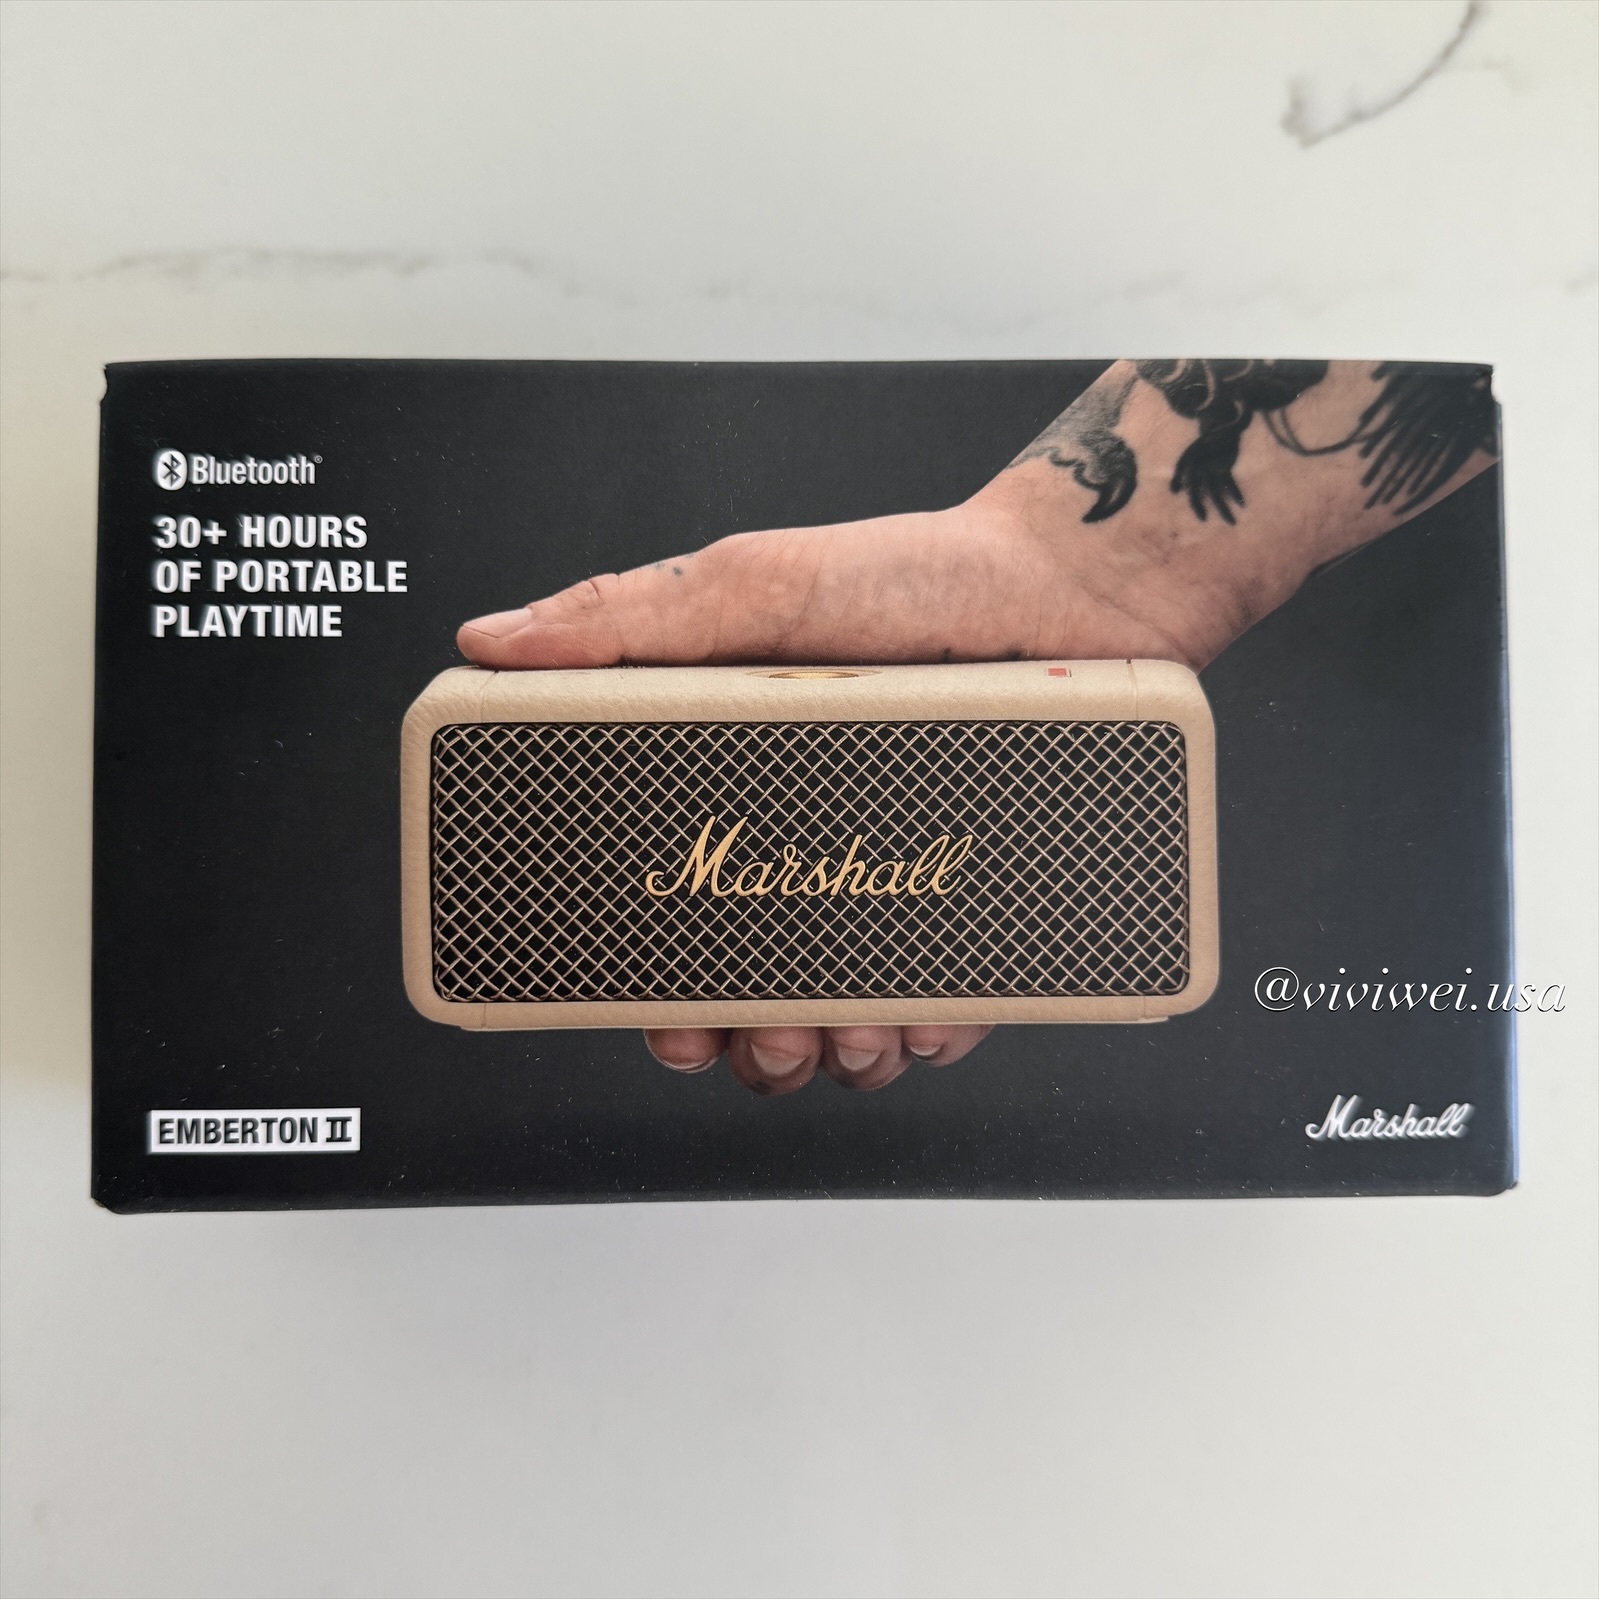 Bluetooth®
30+ HOURS
OF PORTABLE
PLAYTIME
Marshall
@viviwei.usa
EMBERTON II
Marshall